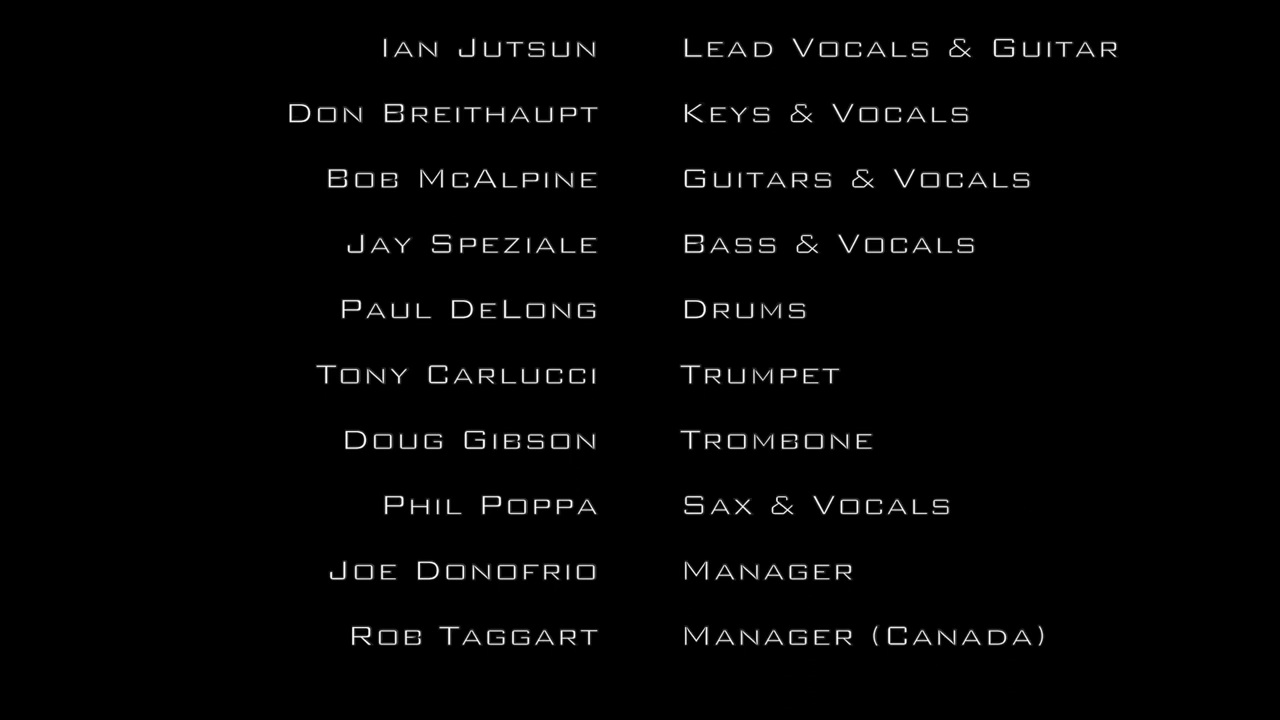 Ian Jutsun Lead Vocals & Guitar
Don Breithaupt Keys & Vocals
Bob McAlpine Guitars & Vocals
Jay Speziale Bass & Vocals
Paul DeLong Drums
Tony Carlucci Trumpet
Doug Gibson Trombone
Phil Poppa Sax & Vocals
Joe Donofrio Manager
Rob Taggart Manager (Canada)